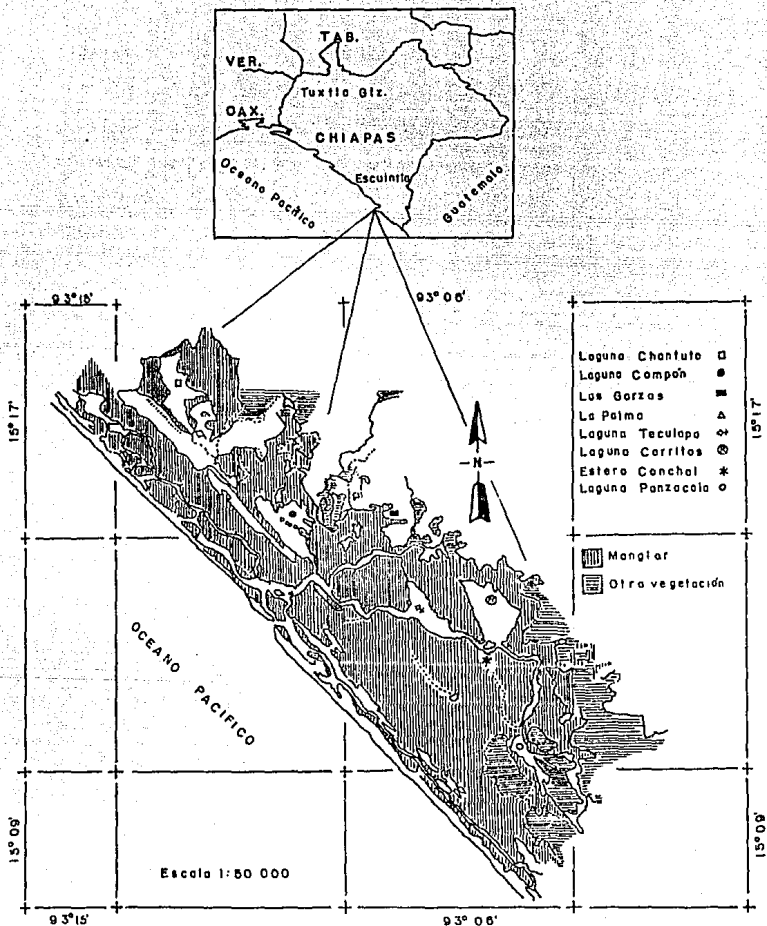 TAB.
VER.
Tuxtla Gtz.
OAX.
CHIAPAS
Escuintla
Oceano Pacífico
Guatemala
93°15'
93°06'
15°17'
15°17'
Laguna Chantuto
Laguna Campón
Las Garzas
La Palma
Laguna Teculapa
Laguna Cerritos
Estero Conchal
Laguna Panzacola
N
Manglar
Otra vegetación
OCEANO PACIFICO
15°09'
15°09'
Escala 1:50 000
93°15'
93°06'